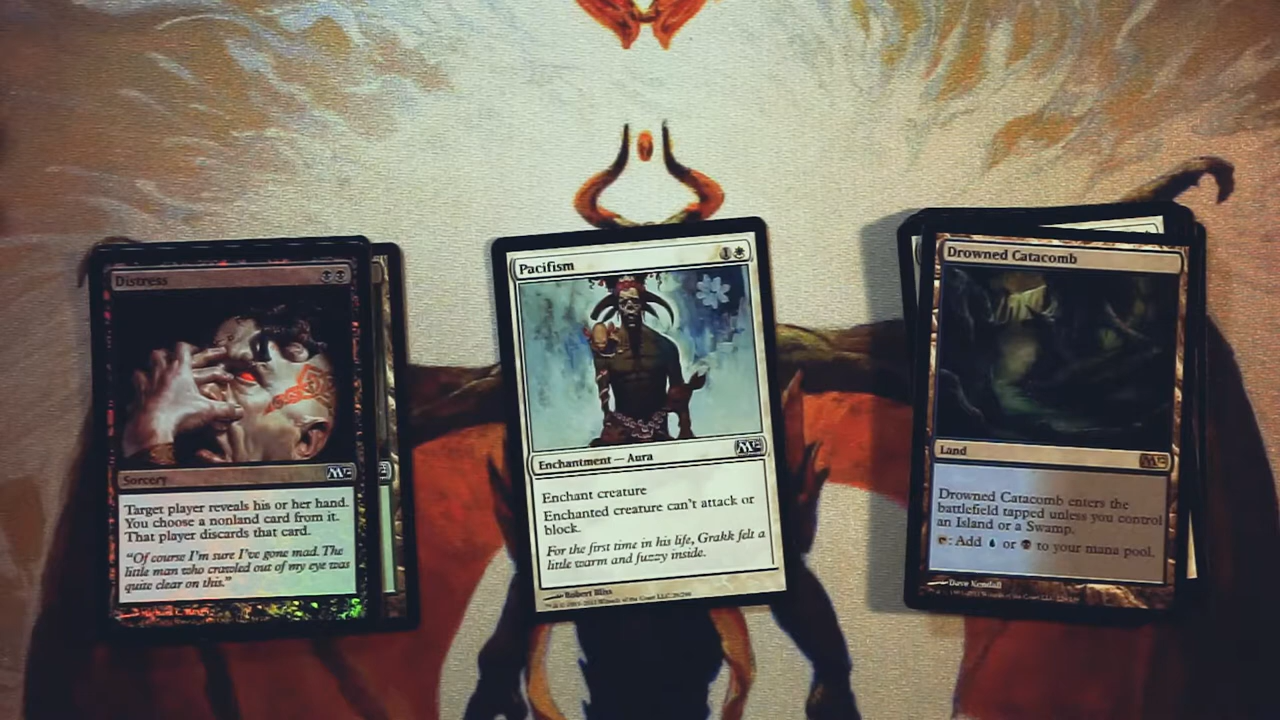 Distress
Sorcery
M12
Target player reveals his or her hand.
You choose a nonland card from it.
That player discards that card.
"Of course I'm sure I've gone mad. The
little man who crawled out of my eye was
quite clear on this."
Pacifism
1
Enchantment — Aura
M12
Enchant creature
Enchanted creature can't attack or
block.
For the first time in his life, Grakk felt a
little warm and fuzzy inside.
Robert Bliss
Drowned Catacomb
Land
M12
Drowned Catacomb enters the
battlefield tapped unless you control
an Island or a Swamp.
: Add or to your mana pool.
Dave Kendall